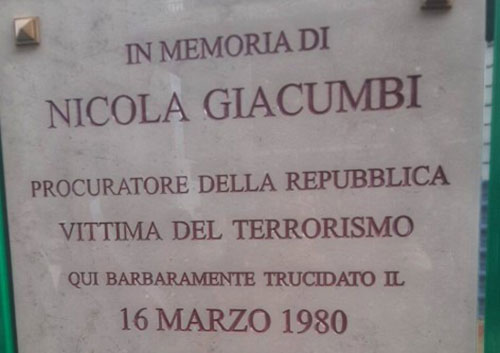 IN MEMORIA DI
NICOLA GIACUMBI
PROCURATORE DELLA REPUBBLICA
VITTIMA DEL TERRORISMO
QUI BARBARAMENTE TRUCIDATO IL
16 MARZO 1980